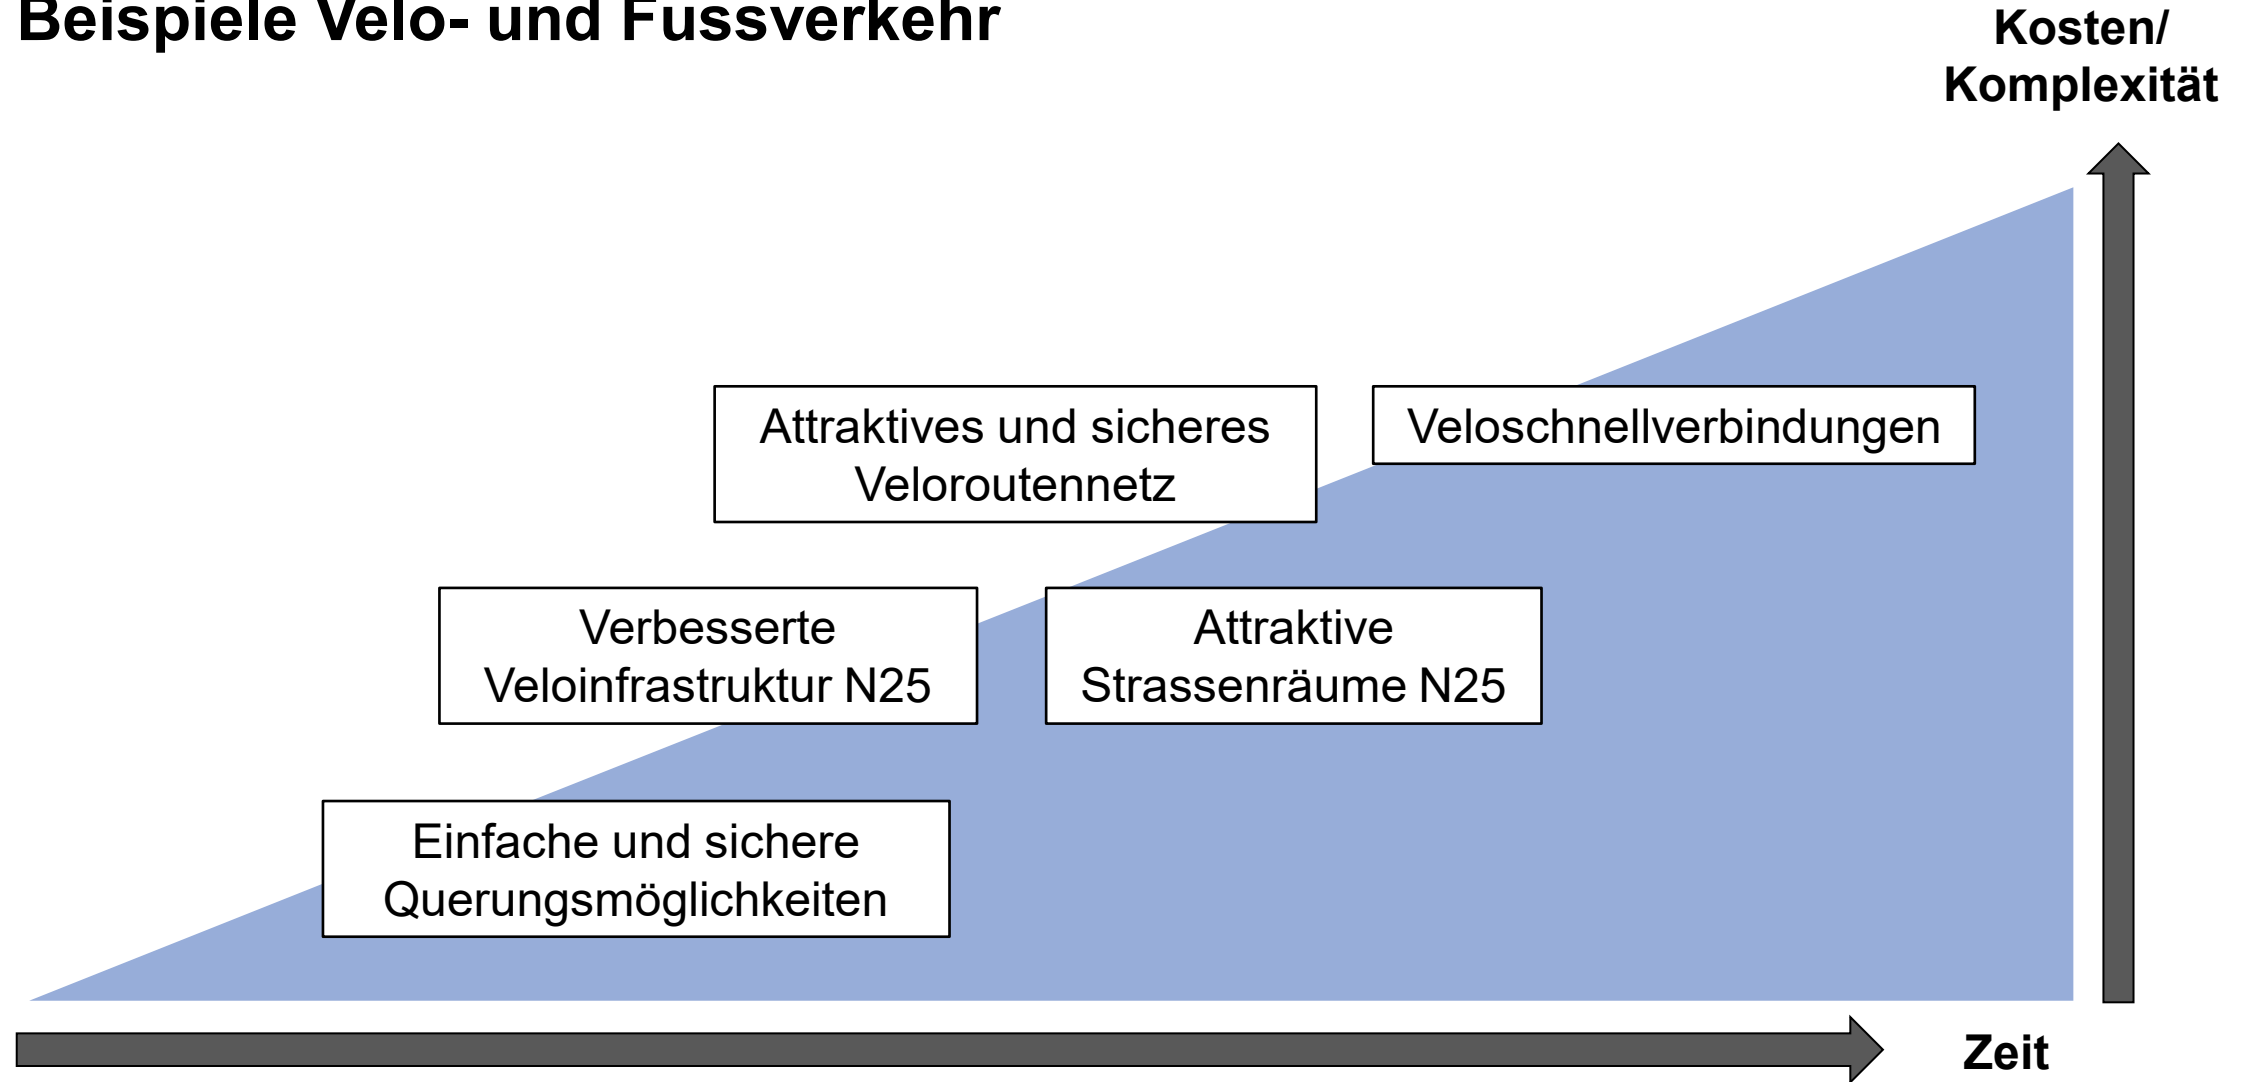 Beispiele Velo- und Fussverkehr
Kosten/
Komplexität
Attraktives und sicheres
Veloroutennetz
Veloschnellverbindungen
Verbesserte
Veloinfrastruktur N25
Attraktive
Strassenräume N25
Einfache und sichere
Querungsmöglichkeiten
Zeit